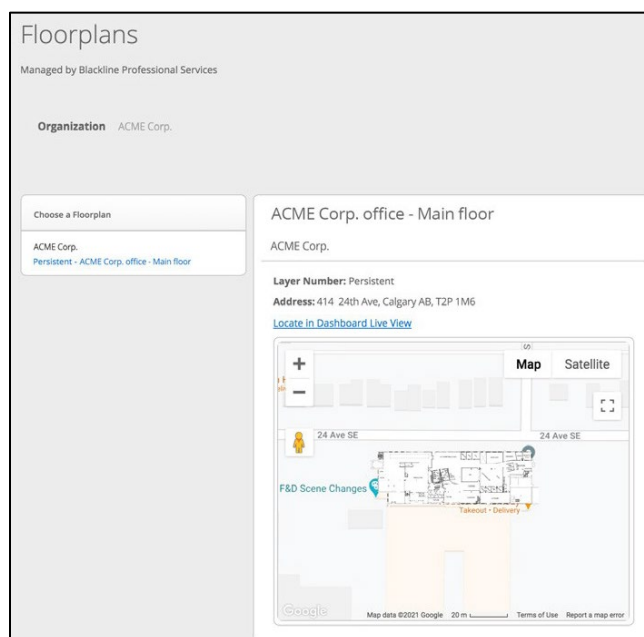 Floorplans
Managed by Blackline Professional Services
Organization ACME Corp.
Choose a Floorplan
ACME Corp.
Persistent - ACME Corp. office - Main floor
ACME Corp. office - Main floor
ACME Corp.
Layer Number: Persistent
Address: 414 24th Ave, Calgary AB, T2P 1M6
Locate in Dashboard Live View
+
Map Satellite
−
S
24 Ave SE
24 Ave SE
F&D Scene Changes
Takeout • Delivery
Google
Map data ©2021 Google 20 m Terms of Use Report a map error